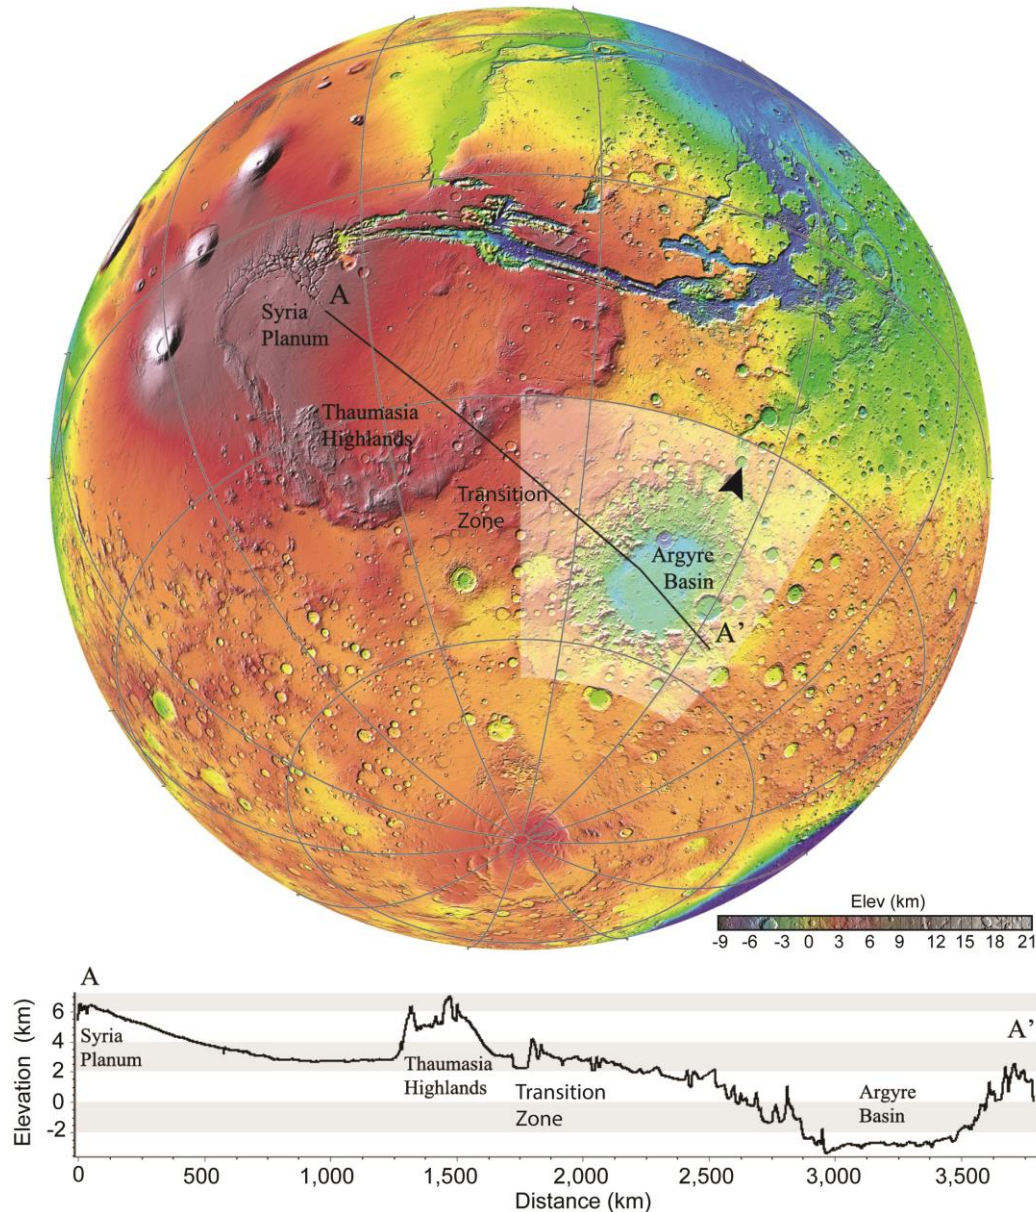 A
Syria
Planum
Thaumasia
Highlands
Transition
Zone
Argyre
Basin
A’
Elev (km)
-9 -6 -3 0 3 6 9 12 15 18 21
A
A’
Elevation (km)
6
4
2
0
-2
Syria
Planum
Thaumasia
Highlands
Transition
Zone
Argyre
Basin
0 500 1,000 1,500 2,000 2,500 3,000 3,500
Distance (km)